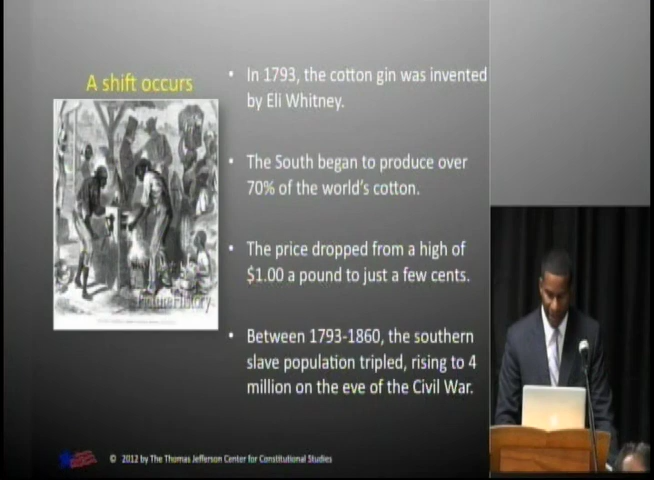 A shift occurs
• In 1793, the cotton gin was invented
by Eli Whitney.
• The South began to produce over
70% of the world's cotton.
• The price dropped from a high of
$1.00 a pound to just a few cents.
• Between 1793-1860, the southern
slave population tripled, rising to 4
million on the eve of the Civil War.
PictureHistory
© 2012 by The Thomas Jefferson Center for Constitutional Studies